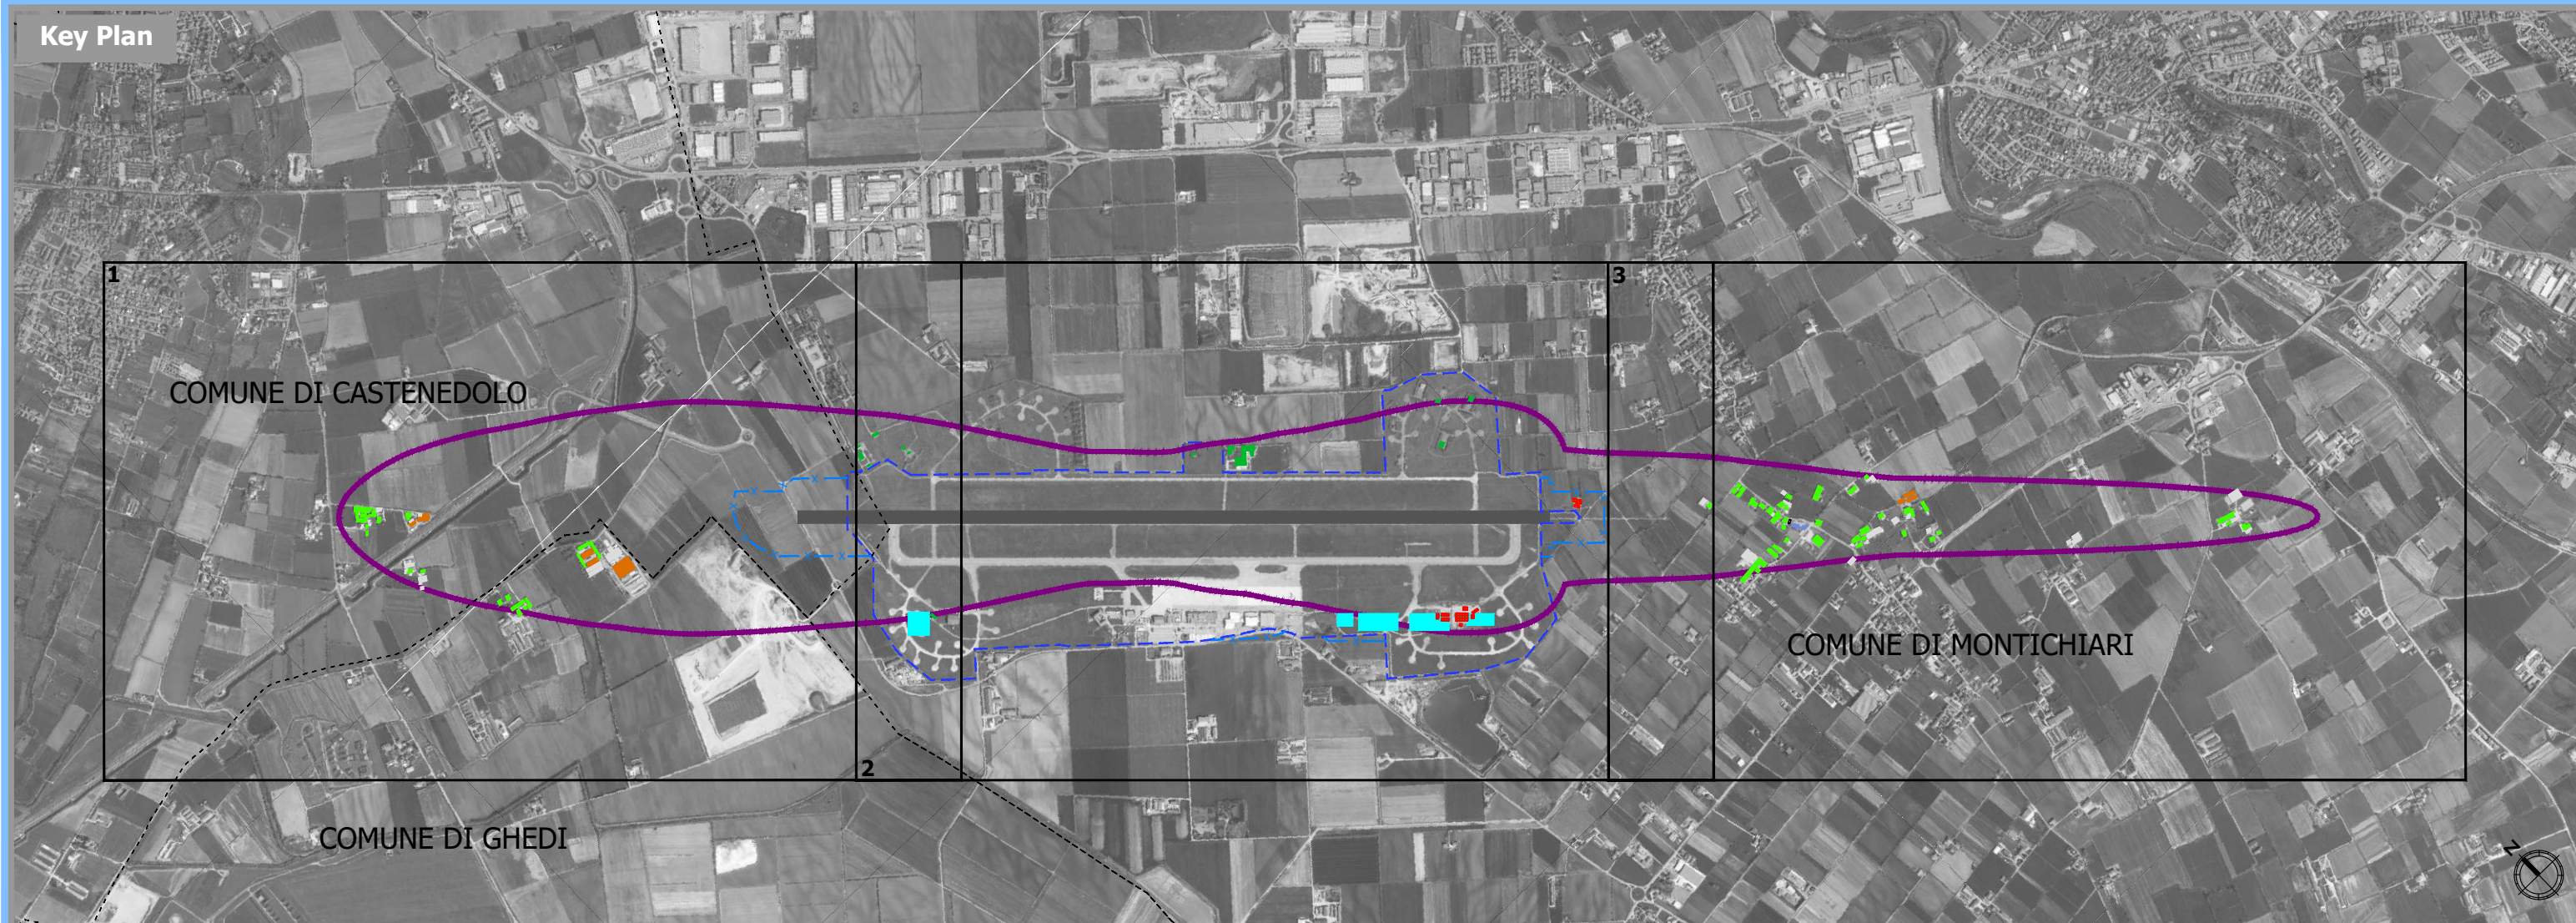 Key Plan
1
3
COMUNE DI CASTENEDOLO
COMUNE DI MONTICHIARI
2
COMUNE DI GHEDI
N